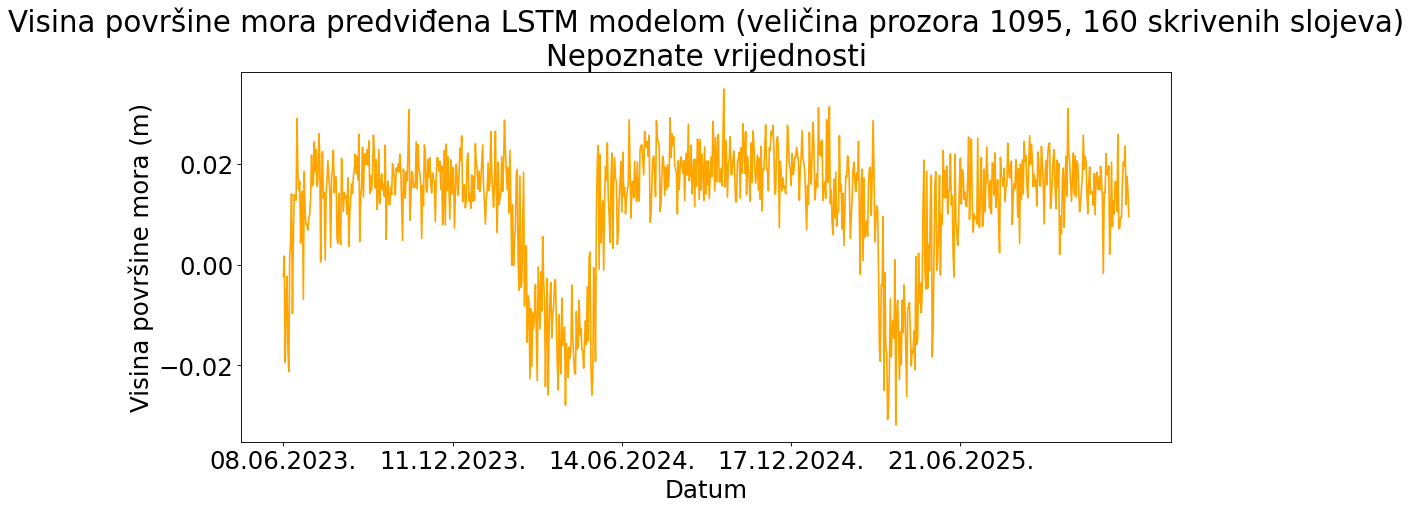 Visina površine mora predviđena LSTM modelom (veličina prozora 1095, 160 skrivenih slojeva)
Nepoznate vrijednosti
Visina površine mora (m)
0.02
0.00
−0.02
08.06.2023. 11.12.2023. 14.06.2024. 17.12.2024. 21.06.2025.
Datum